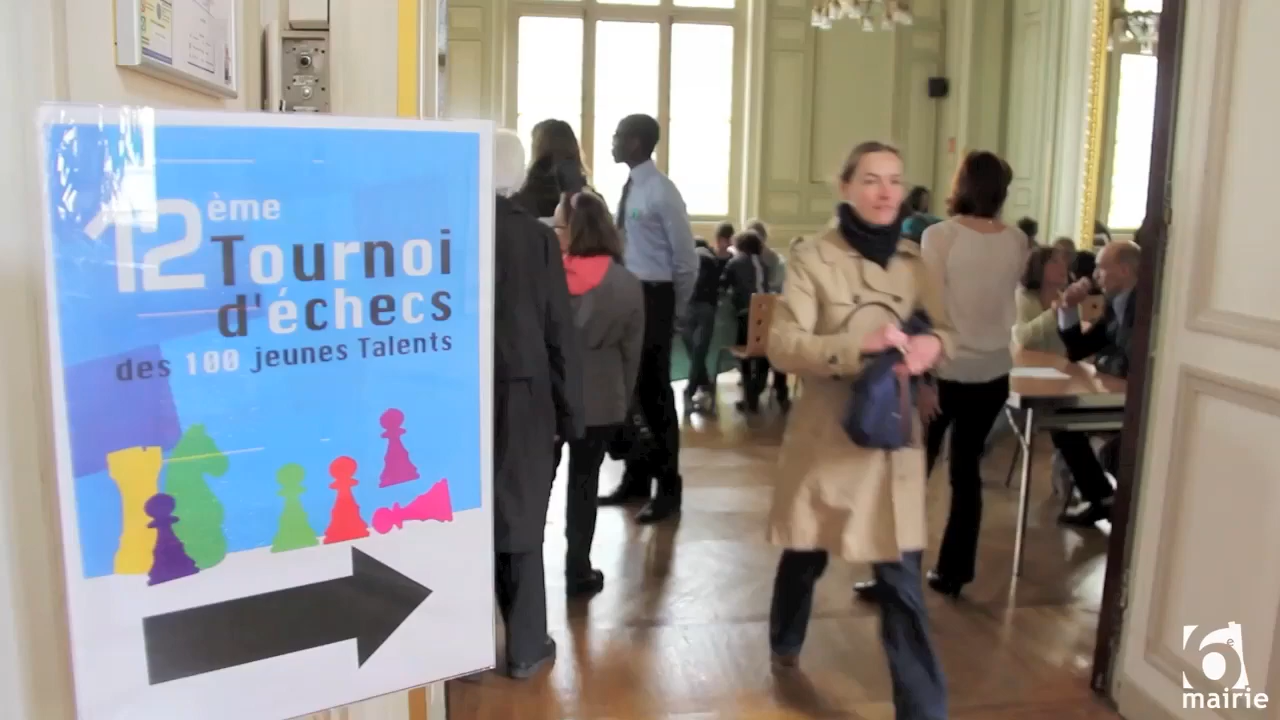 12ème
Tournoi
d'échecs
des 100 jeunes Talents
6e
mairie